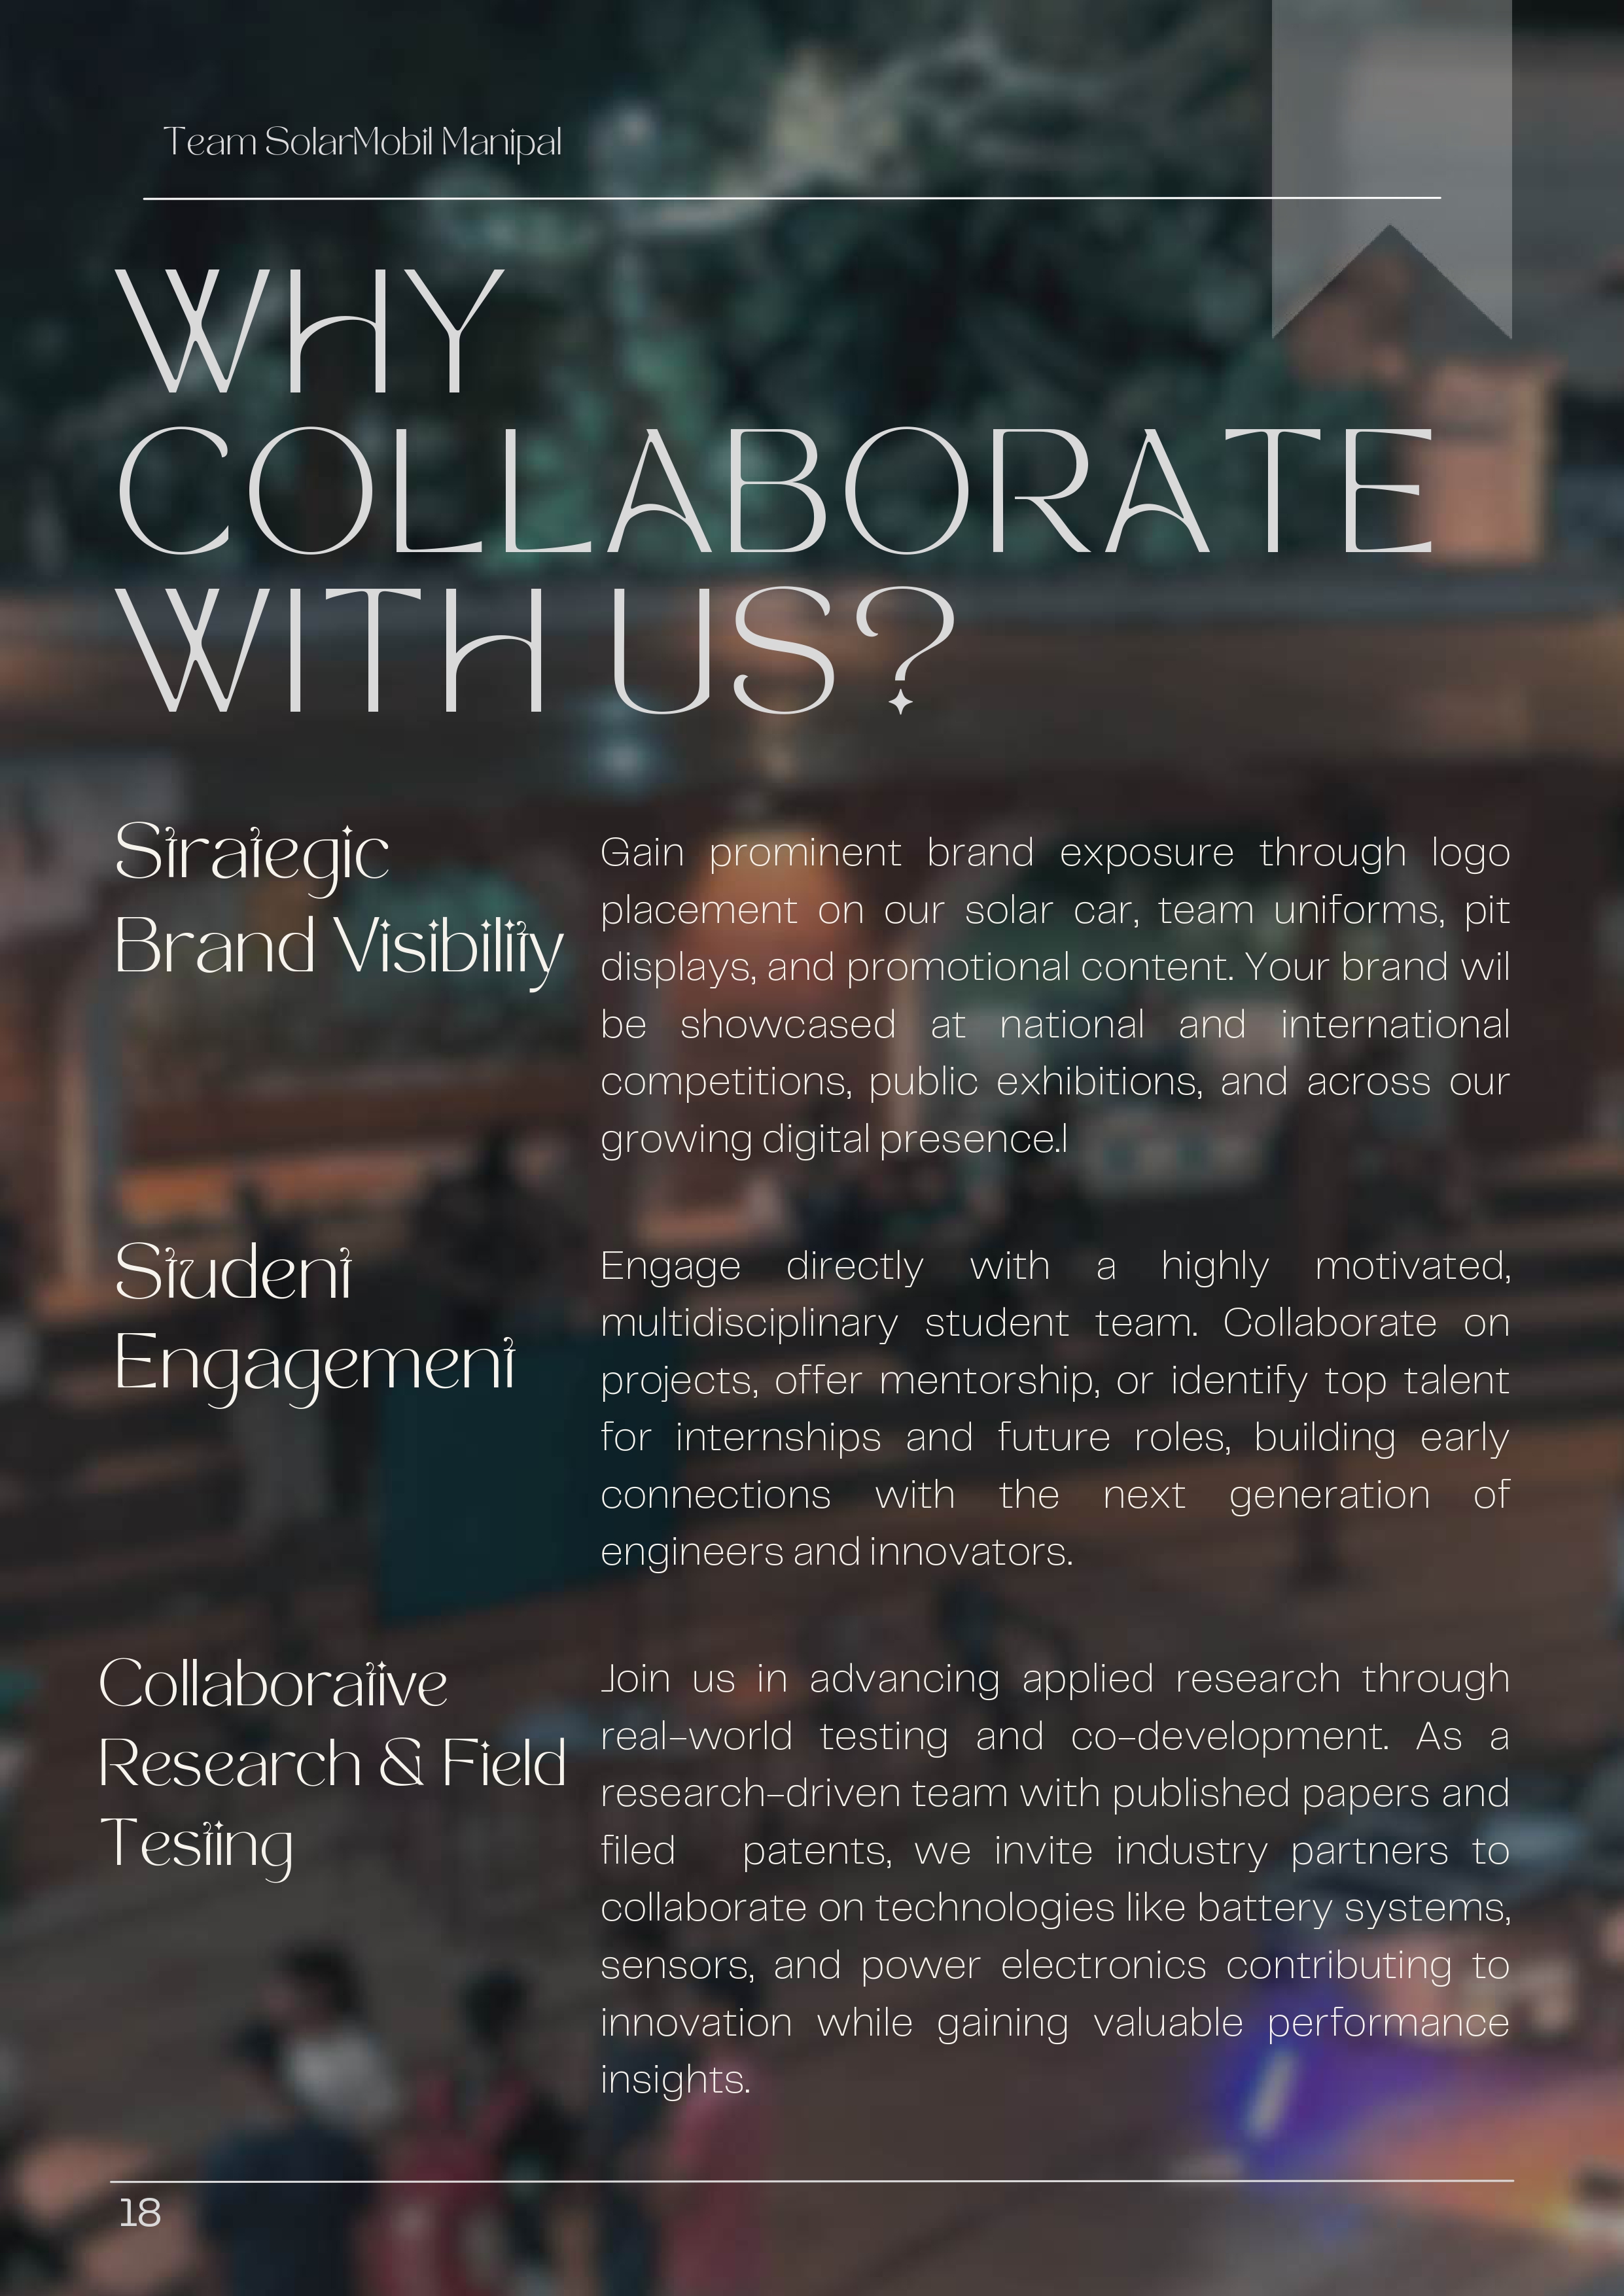 Team SolarMobil Manipal
WHY
COLLABORATE
WITH US?
Strategic
Brand Visibility
Gain prominent brand exposure through logo
placement on our solar car, team uniforms, pit
displays, and promotional content. Your brand wil
be showcased at national and international
competitions, public exhibitions, and across our
growing digital presence.l
Student
Engagement
Engage directly with a highly motivated,
multidisciplinary student team. Collaborate on
projects, offer mentorship, or identify top talent
for internships and future roles, building early
connections with the next generation of
engineers and innovators.
Collaborative
Research & Field
Testing
Join us in advancing applied research through
real-world testing and co-development. As a
research-driven team with published papers and
filed patents, we invite industry partners to
collaborate on technologies like battery systems,
sensors, and power electronics contributing to
innovation while gaining valuable performance
insights.
18